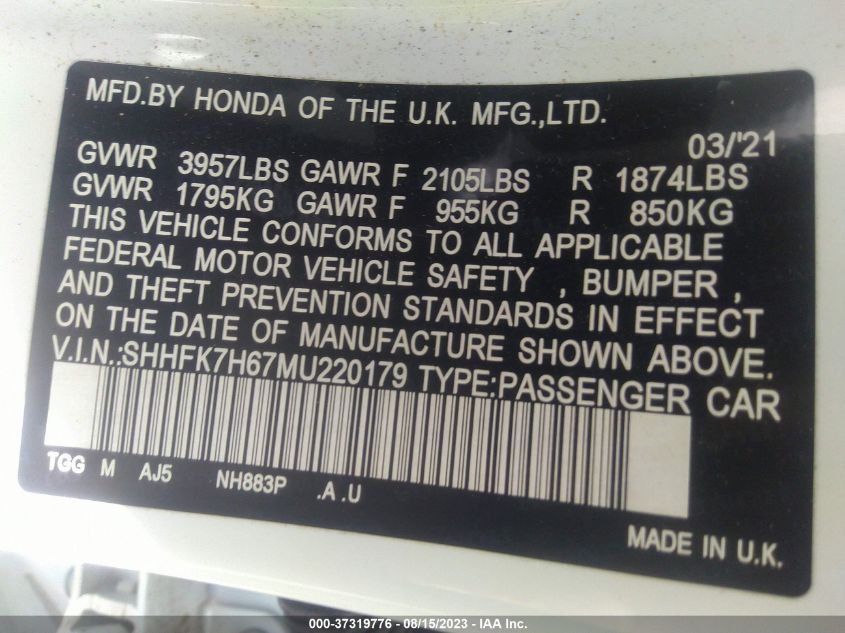 MFD.BY HONDA OF THE U.K. MFG.,LTD.
03/'21
GVWR 3957LBS GAWR F 2105LBS R 1874LBS
GVWR 1795KG GAWR F 955KG R 850KG
THIS VEHICLE CONFORMS TO ALL APPLICABLE
FEDERAL MOTOR VEHICLE SAFETY , BUMPER ,
AND THEFT PREVENTION STANDARDS IN EFFECT
ON THE DATE OF MANUFACTURE SHOWN ABOVE.
V.I.N.:SHHFK7H67MU220179 TYPE:PASSENGER CAR
TGG M AJ5 NH883P .A .U
MADE IN U.K.
000-37319776 - 08/15/2023 - IAA Inc.